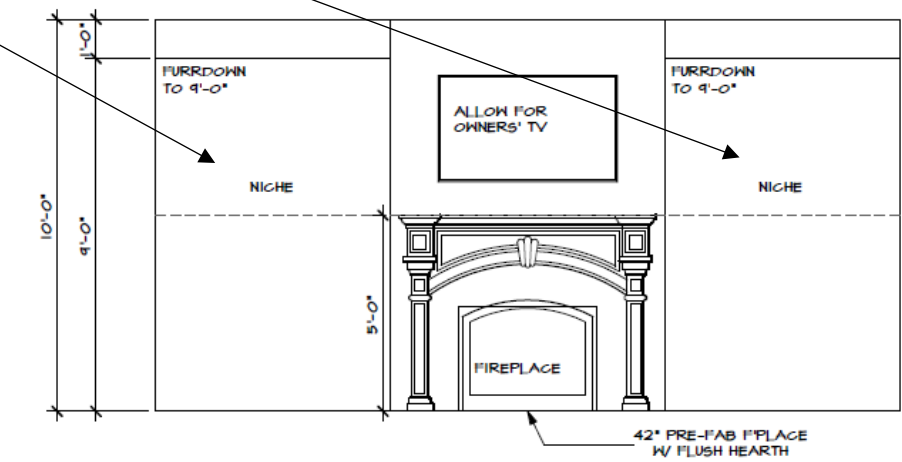 1'-0"
FURRDOWN
TO 9'-0"
FURRDOWN
TO 9'-0"
ALLOW FOR
OWNERS' TV
NICHE
NICHE
10'-0"
9'-0"
5'-0"
FIREPLACE
42" PRE-FAB F'PLACE
W/ FLUSH HEARTH